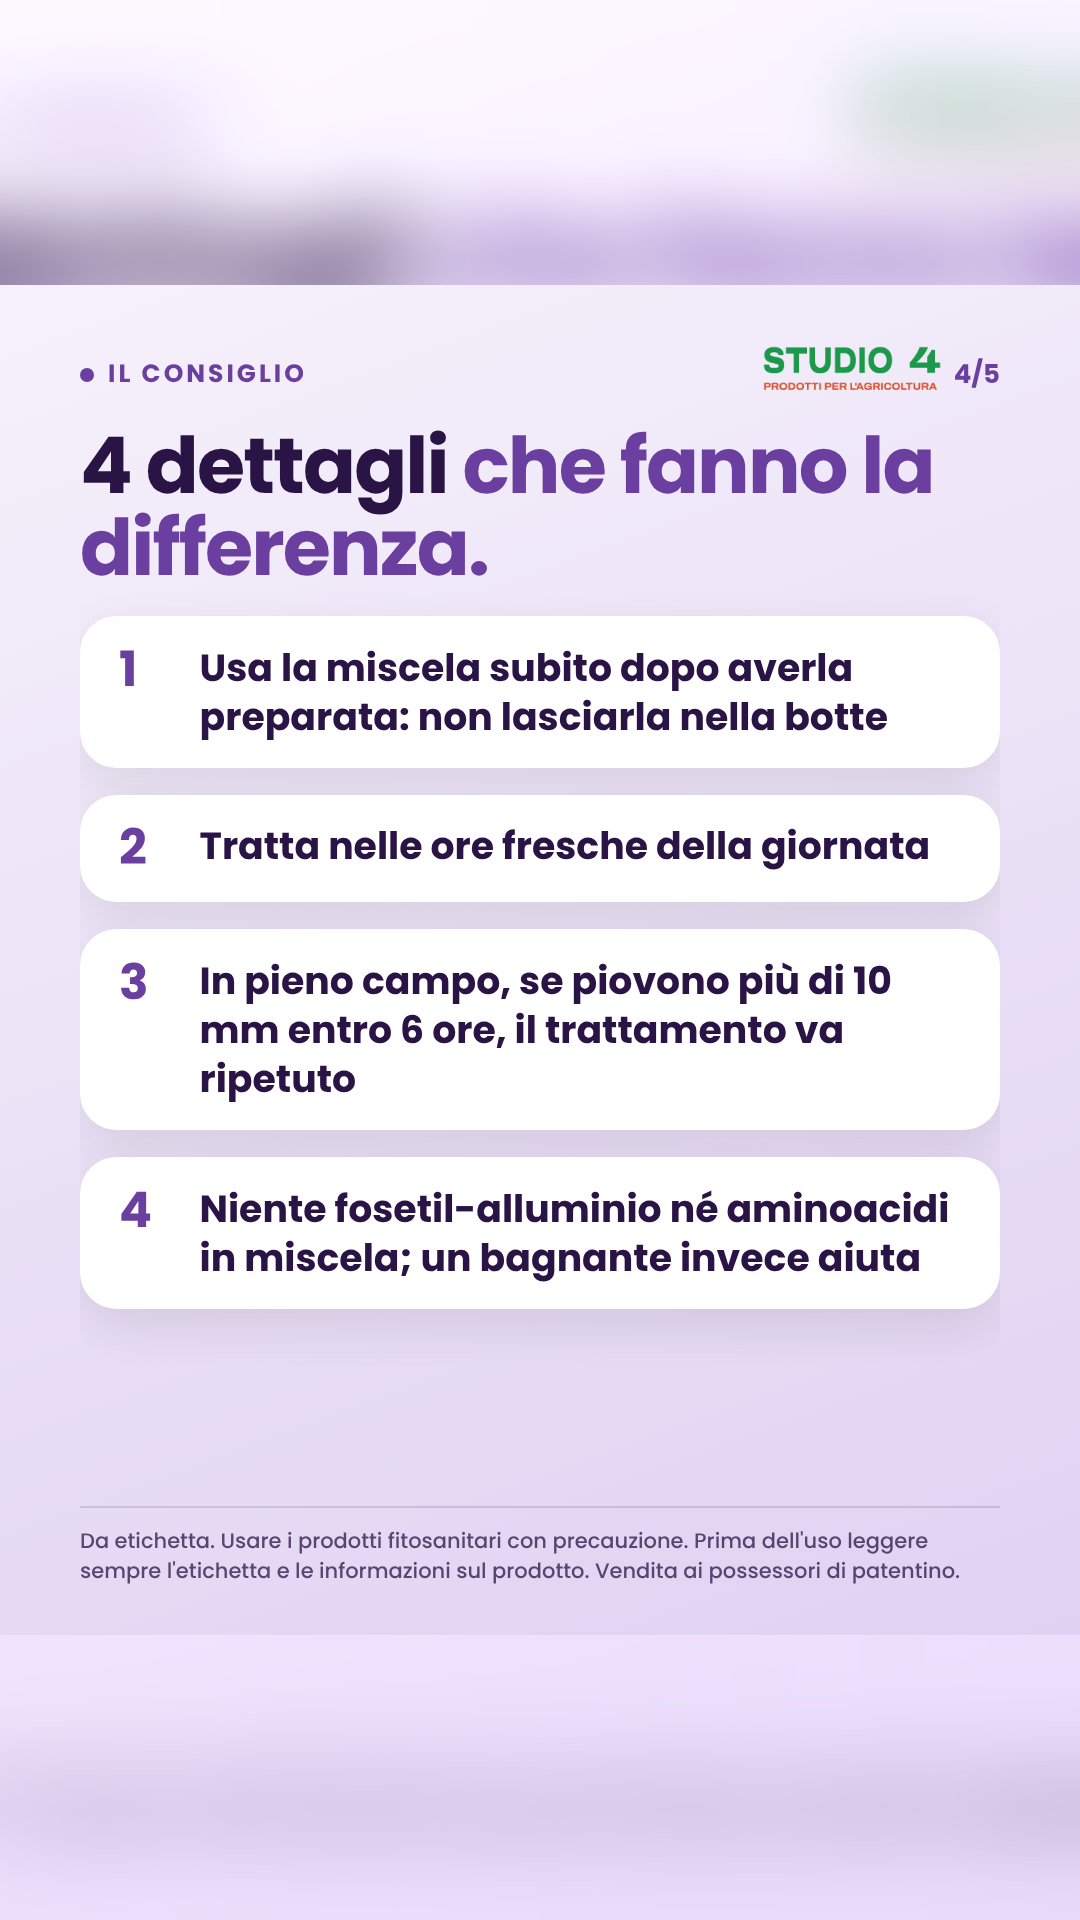 IL CONSIGLIO
STUDIO 4
PRODOTTI PER L'AGRICOLTURA
4/5
4 dettagli che fanno la
differenza.
1
Usa la miscela subito dopo averla
preparata: non lasciarla nella botte
2
Tratta nelle ore fresche della giornata
3
In pieno campo, se piovono più di 10
mm entro 6 ore, il trattamento va
ripetuto
4
Niente fosetil-alluminio né aminoacidi
in miscela; un bagnante invece aiuta
Da etichetta. Usare i prodotti fitosanitari con precauzione. Prima dell'uso leggere
sempre l'etichetta e le informazioni sul prodotto. Vendita ai possessori di patentino.